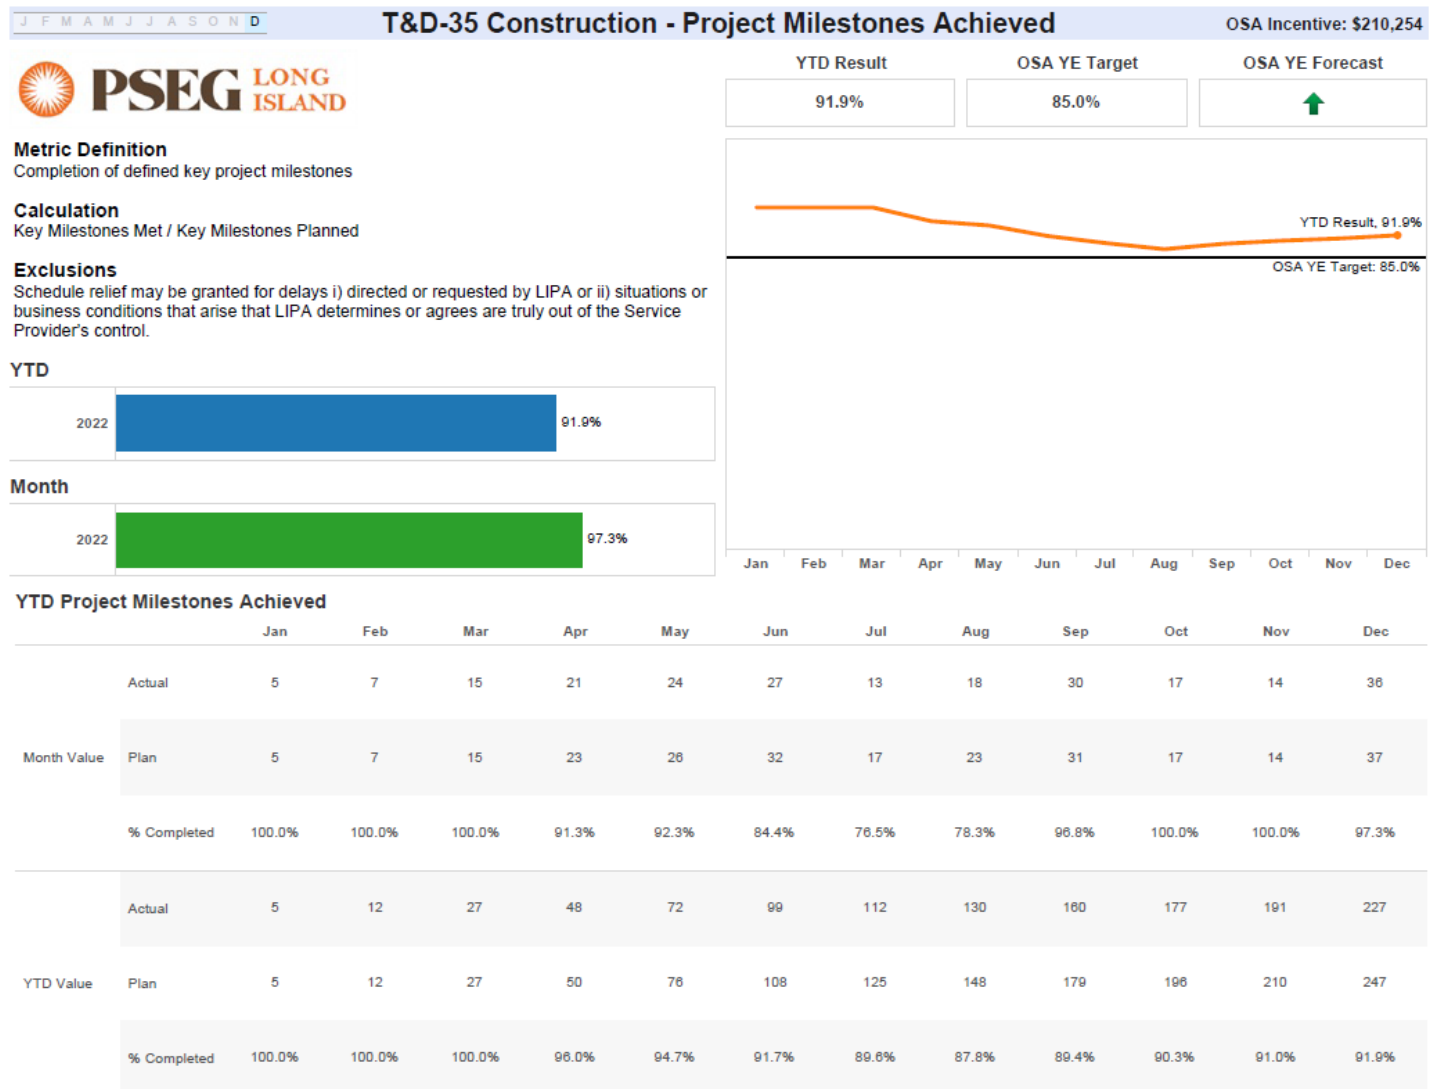 J F M A M J J A S O N D
T&D-35 Construction - Project Milestones Achieved
OSA Incentive: $210,254
PSEG LONG ISLAND
YTD Result
OSA YE Target
OSA YE Forecast
91.9%
85.0%
Metric Definition
Completion of defined key project milestones
Calculation
Key Milestones Met / Key Milestones Planned
Exclusions
Schedule relief may be granted for delays i) directed or requested by LIPA or ii) situations or
business conditions that arise that LIPA determines or agrees are truly out of the Service
Provider's control.
YTD Result, 91.9%
OSA YE Target: 85.0%
Jan Feb Mar Apr May Jun Jul Aug Sep Oct Nov Dec
YTD
2022 91.9%
Month
2022 97.3%
YTD Project Milestones Achieved
Jan Feb Mar Apr May Jun Jul Aug Sep Oct Nov Dec
Actual 5 7 15 21 24 27 13 18 30 17 14 36
Month Value Plan 5 7 15 23 26 32 17 23 31 17 14 37
% Completed 100.0% 100.0% 100.0% 91.3% 92.3% 84.4% 76.5% 78.3% 96.8% 100.0% 100.0% 97.3%
Actual 5 12 27 48 72 99 112 130 160 177 191 227
YTD Value Plan 5 12 27 50 76 108 125 148 179 196 210 247
% Completed 100.0% 100.0% 100.0% 96.0% 94.7% 91.7% 89.6% 87.8% 89.4% 90.3% 91.0% 91.9%